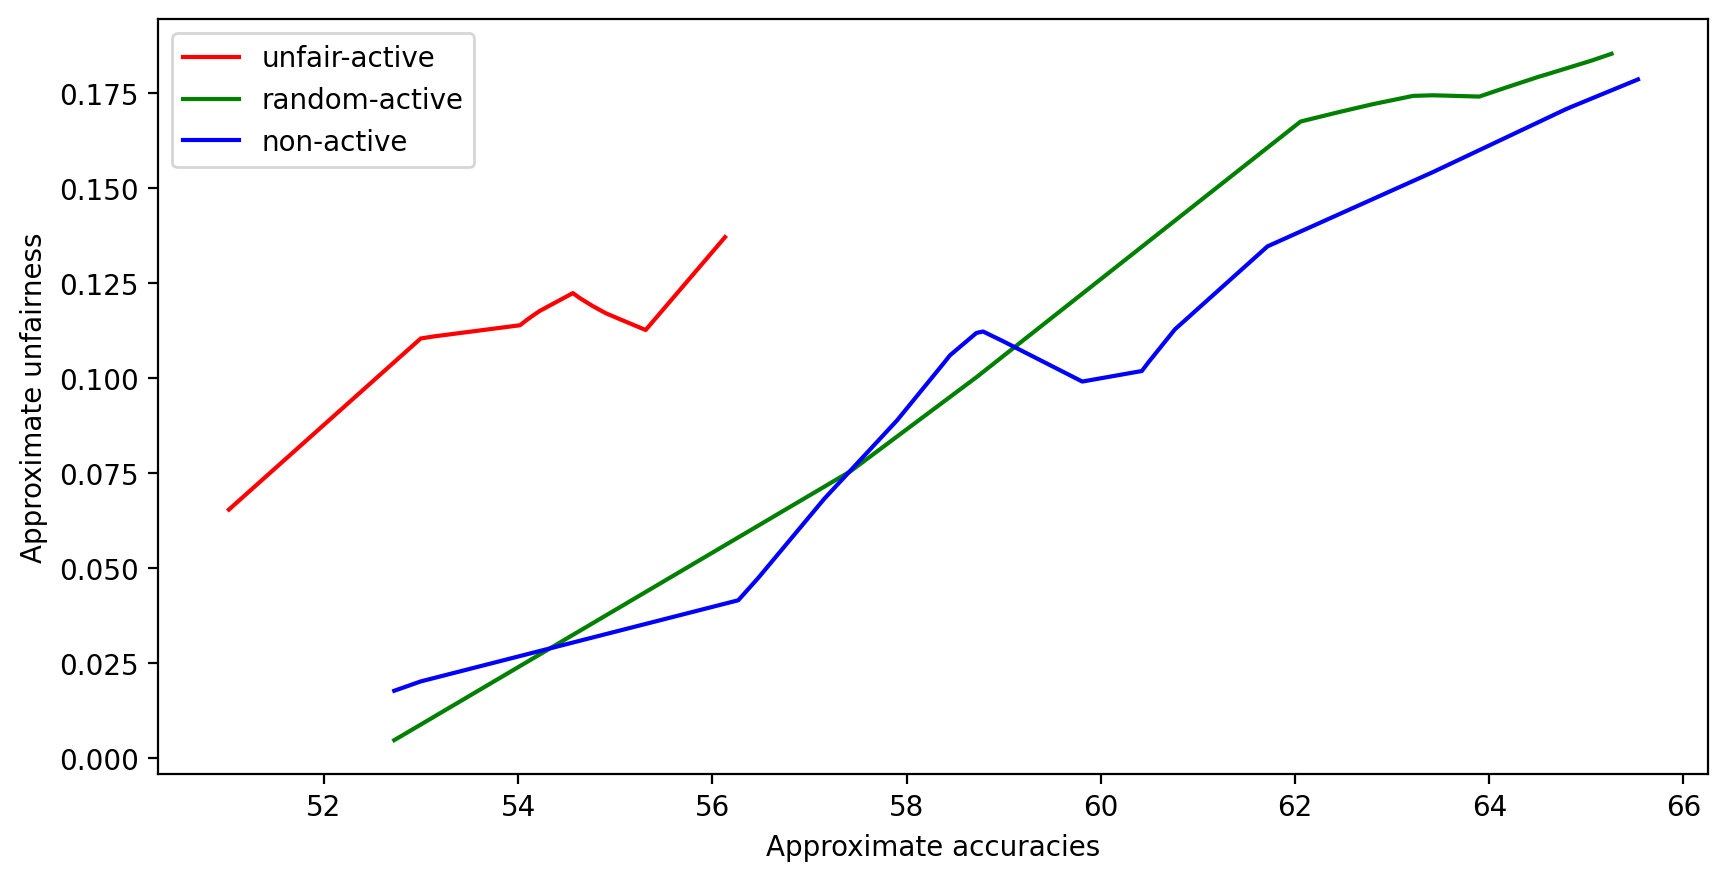 unfair-active
random-active
non-active
0.175
0.150
0.125
0.100
0.075
0.050
0.025
0.000
Approximate unfairness
52 54 56 58 60 62 64 66
Approximate accuracies